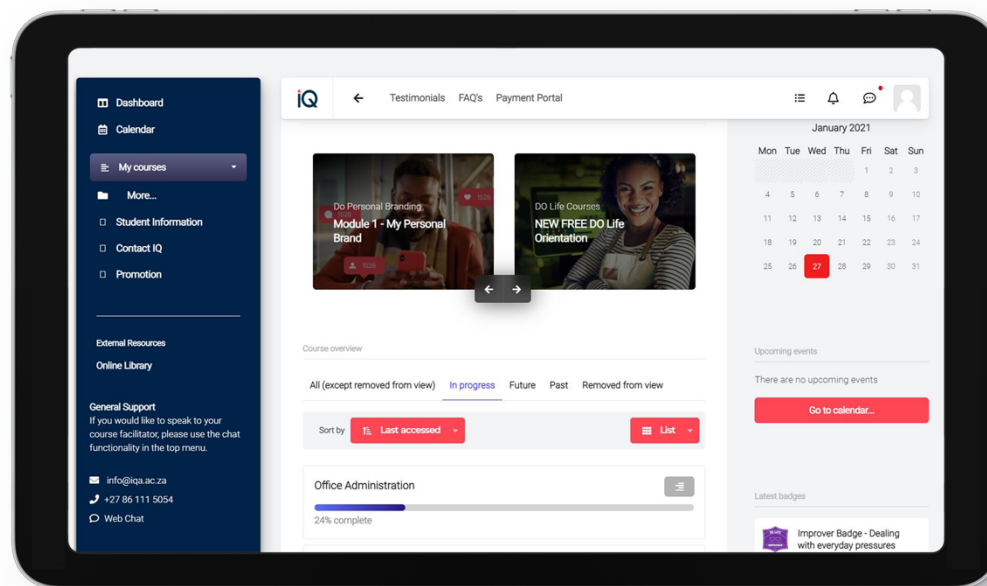 Dashboard
Calendar
My courses
More...
Student Information
Contact IQ
Promotion
External Resources
Online Library
General Support
If you would like to speak to your
course facilitator, please use the chat
functionality in the top menu.
info@iqa.ac.za
+27 86 111 5054
Web Chat
iQ
Testimonials FAQ's Payment Portal
DO Personal Branding.
Module 1 - My Personal
Brand
1528
1528
1528
DO Life Courses
NEW FREE DO Life
Orientation
Course overview
All (except removed from view) In progress Future Past Removed from view
Sort by Last accessed List
Office Administration
24% complete
January 2021
Mon Tue Wed Thu Fri Sat Sun
1 2 3
4 5 6 7 8 9 10
11 12 13 14 15 16 17
18 19 20 21 22 23 24
25 26 27 28 29 30 31
Upcoming events
There are no upcoming events
Go to calendar...
Latest badges
Improver Badge - Dealing
with everyday pressures